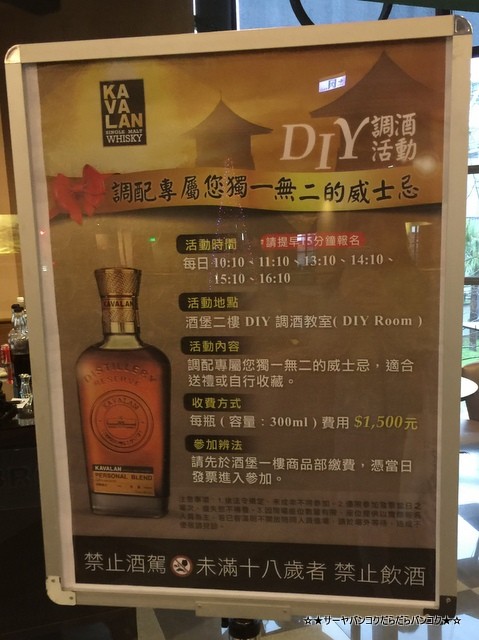 KA
VA
LAN
SINGLE MALT
WHISKY
DIY 調酒
活動
調配專屬您獨一無二的威士忌
活動時間 *請提早15分鐘報名
每日 10:10、11:10、13:10、14:10、
15:10、16:10
活動地點
酒堡二樓 DIY 調酒教室( DIY Room )
活動內容
調配專屬您獨一無二的威士忌，適合
送禮或自行收藏。
收費方式
每瓶 ( 容量：300ml ) 費用 $1,500元
參加辨法
請先於酒堡一樓商品部繳費，憑當日
發票進入參加。
KAVALAN
DISTILLERY
RESERVE
KAVALAN
KAVALAN
PERSONAL BLEND
禁止酒駕 未滿十八歲者 禁止飲酒
☆★サーヤバンコクだらだらバンコク★☆